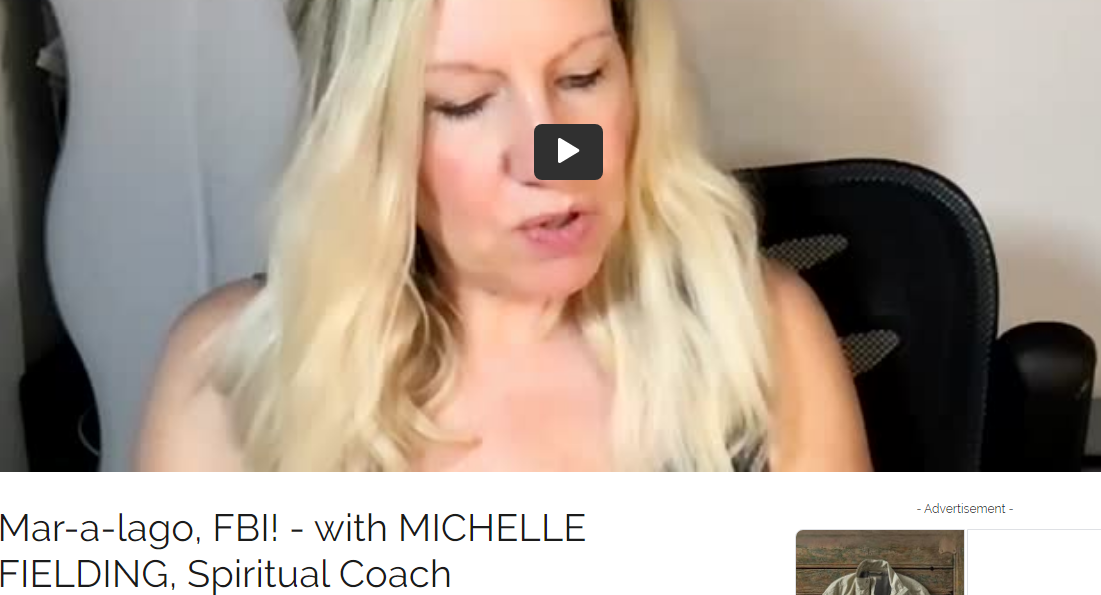 - Advertisement -
Mar-a-lago, FBI! - with MICHELLE
FIELDING, Spiritual Coach